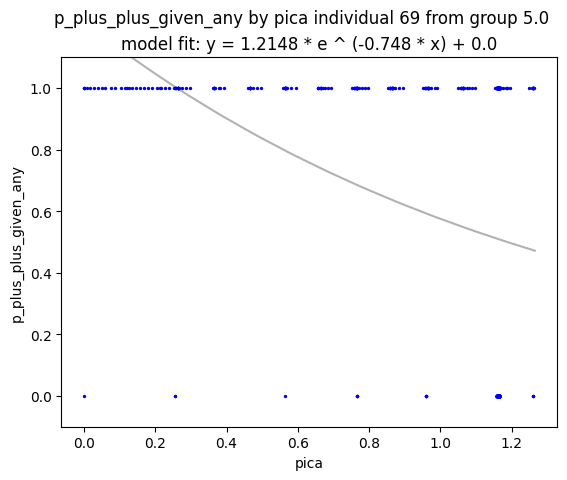 p_plus_plus_given_any by pica individual 69 from group 5.0
model fit: y = 1.2148 * e ^ (-0.748 * x) + 0.0
p_plus_plus_given_any
1.0
0.8
0.6
0.4
0.2
0.0
0.0 0.2 0.4 0.6 0.8 1.0 1.2
pica